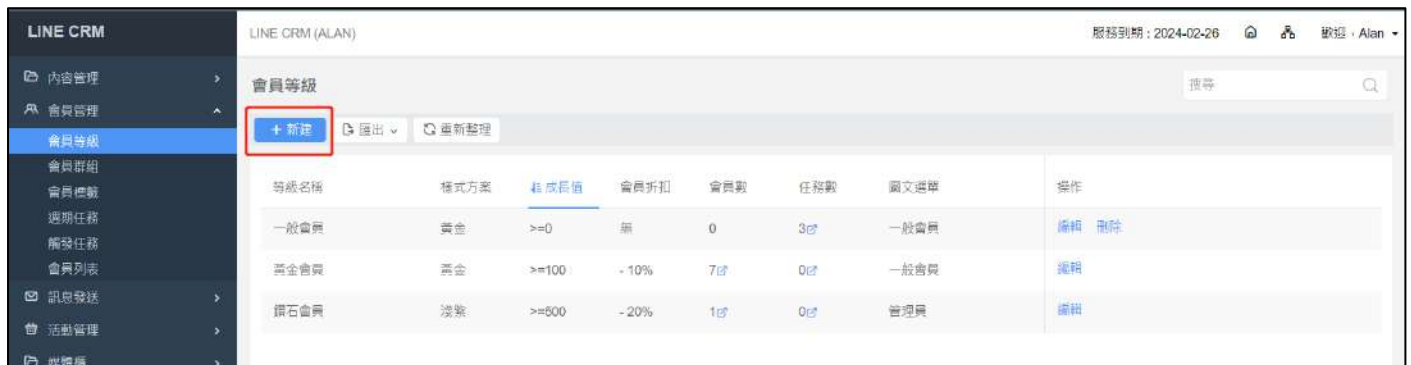 LINE CRM
LINE CRM (ALAN)
服務到期：2024-02-26
歡迎，Alan
內容管理
會員管理
會員等級
會員群組
會員標籤
週期任務
觸發任務
會員列表
訊息發送
活動管理
媒體櫃
會員等級
搜尋
+ 新建
匯出
重新整理
等級名稱 樣式方案 成長值 會員折扣 會員數 任務數 圖文選單 操作
一般會員 黃金 >=0 無 0 3 一般會員 編輯 刪除
黃金會員 黃金 >=100 - 10% 7 0 一般會員 編輯
鑽石會員 淺紫 >=500 - 20% 1 0 管理員 編輯